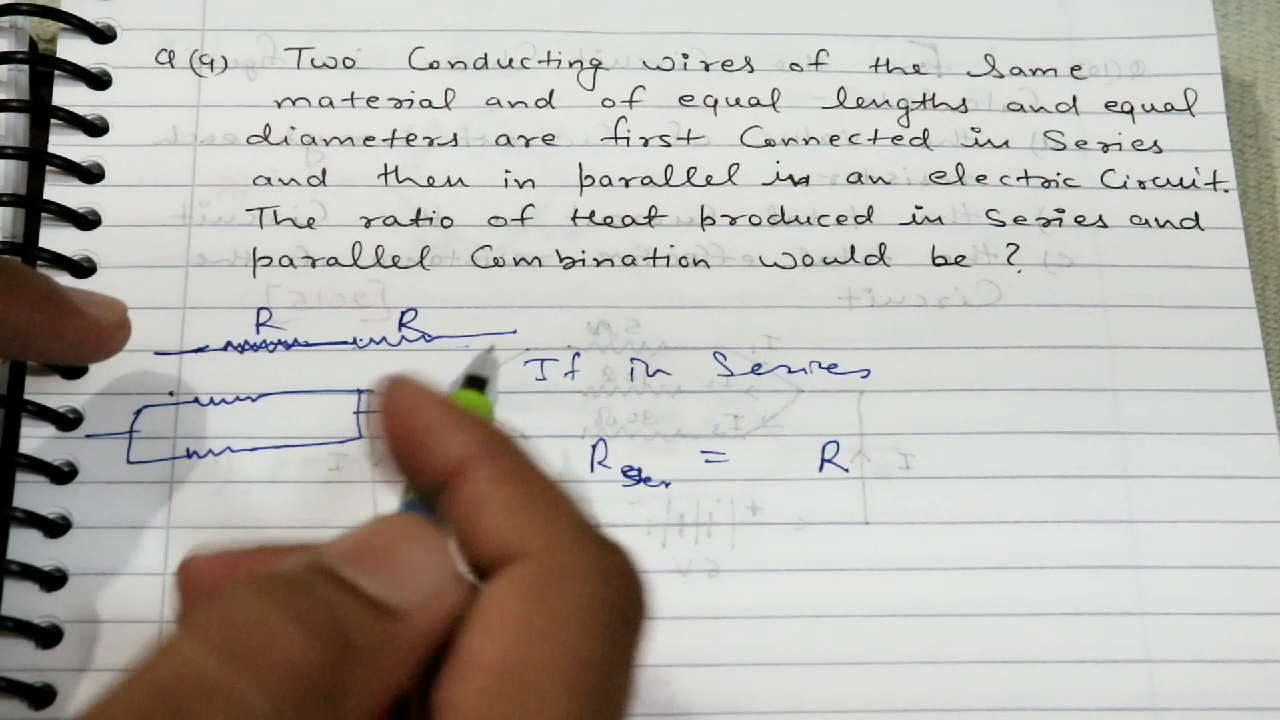 Q(9) Two Conducting wires of the same
material and of equal lengths and equal
diameters are first Connected in Series
and then in parallel in an electric Circuit.
The ratio of Heat produced in Series and
parallel Combination would be ?
R R
If in Series
R ser = R